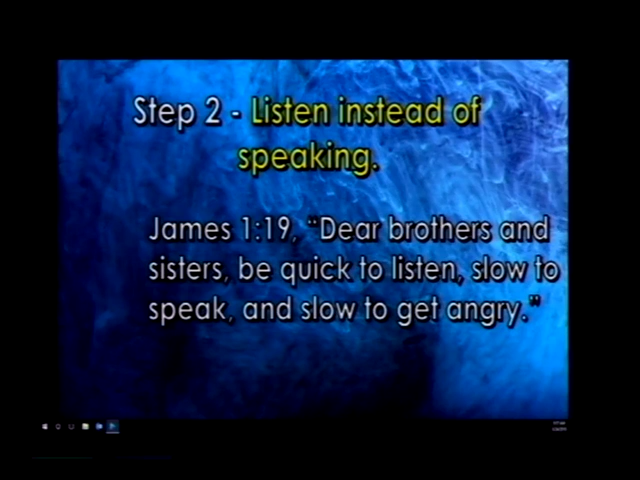 Step 2 - Listen instead of
speaking.
James 1:19, "Dear brothers and
sisters, be quick to listen, slow to
speak, and slow to get angry."